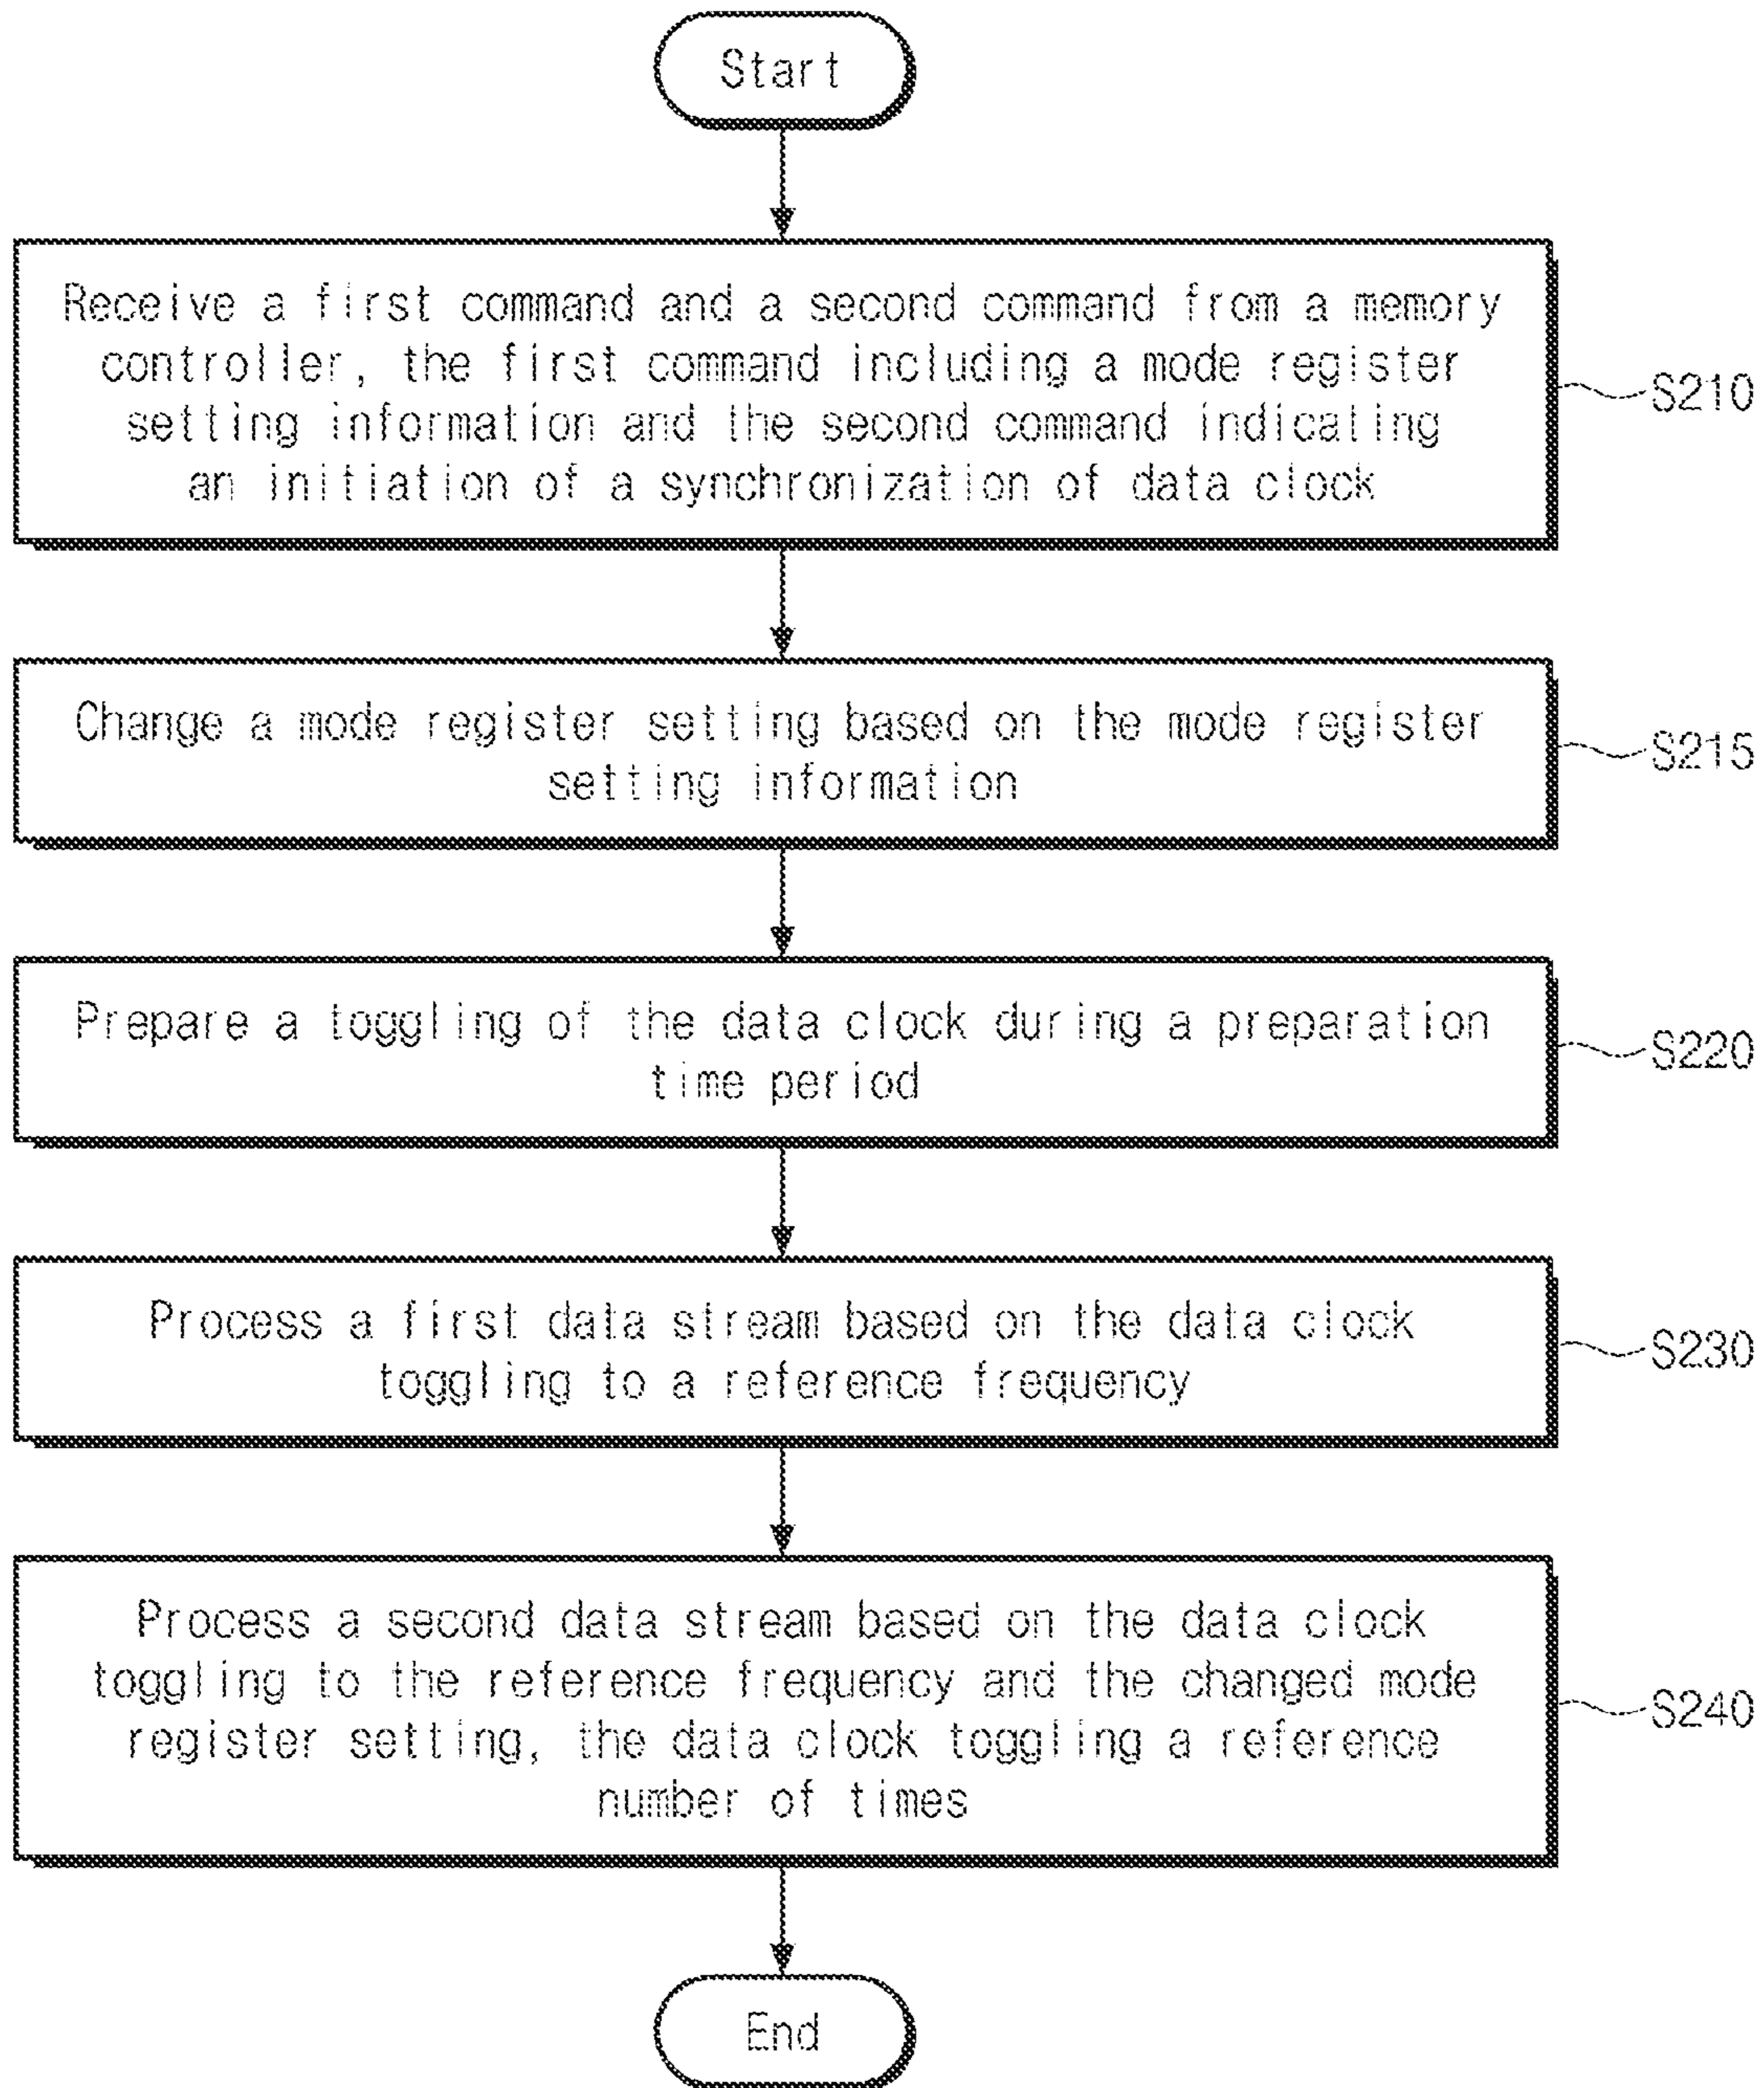 Start
Receive a first command and a second command from a memory
controller, the first command including a mode register
setting information and the second command indicating
an initiation of a synchronization of data clock
S210
Change a mode register setting based on the mode register
setting information
S215
Prepare a toggling of the data clock during a preparation
time period
S220
Process a first data stream based on the data clock
toggling to a reference frequency
S230
Process a second data stream based on the data clock
toggling to the reference frequency and the changed mode
register setting, the data clock toggling a reference
number of times
S240
End